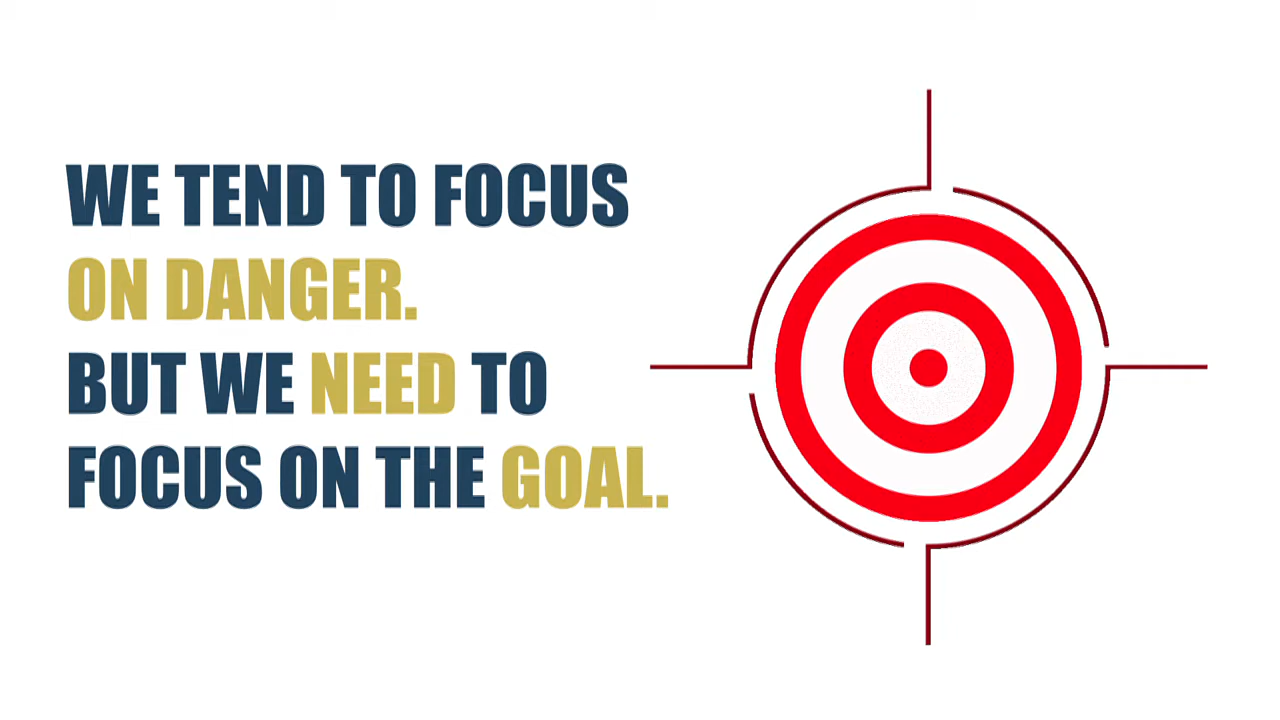 WE TEND TO FOCUS
ON DANGER.
BUT WE NEED TO
FOCUS ON THE GOAL.